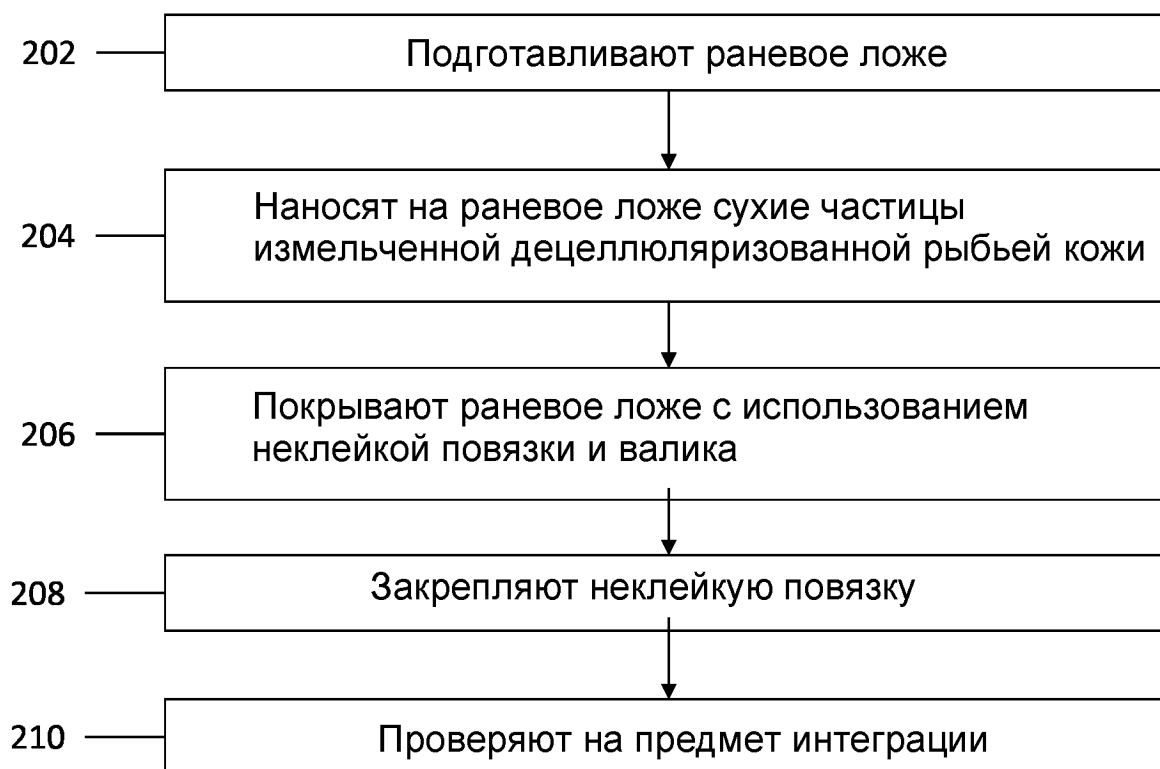 202 Подготавливают раневое ложе
204 Наносят на раневое ложе сухие частицы
измельченной децеллюляризованной рыбьей кожи
206 Покрывают раневое ложе с использованием
неклейкой повязки и валика
208 Закрепляют неклейкую повязку
210 Проверяют на предмет интеграции